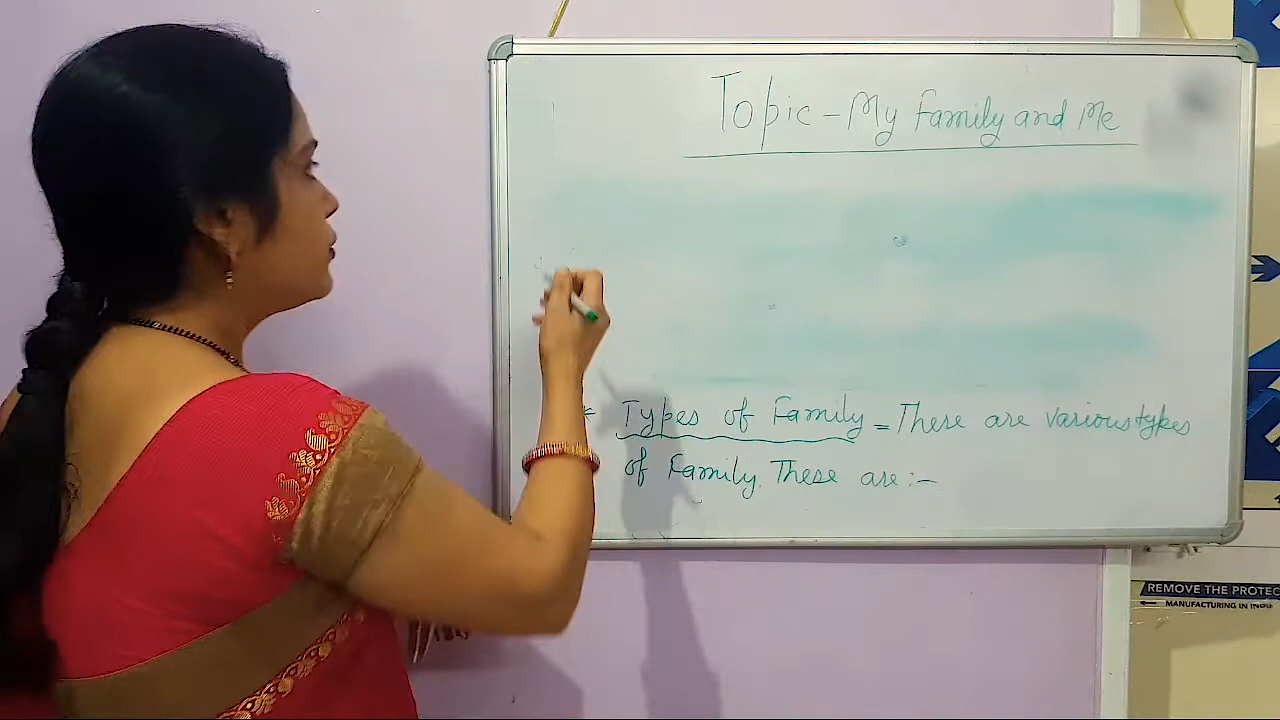 Topic - My Family and Me
* Types of Family = There are various types
of Family. These are :-
REMOVE THE PROTEC
MANUFACTURING IN